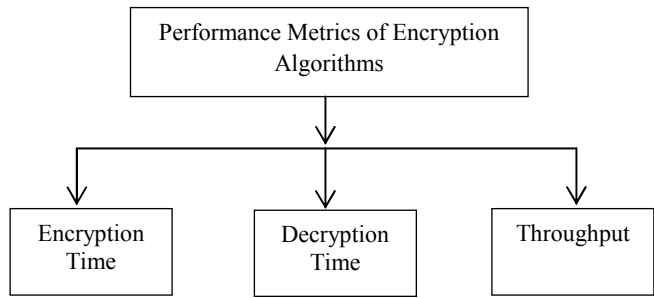 Performance Metrics of Encryption
Algorithms
Encryption
Time
Decryption
Time
Throughput